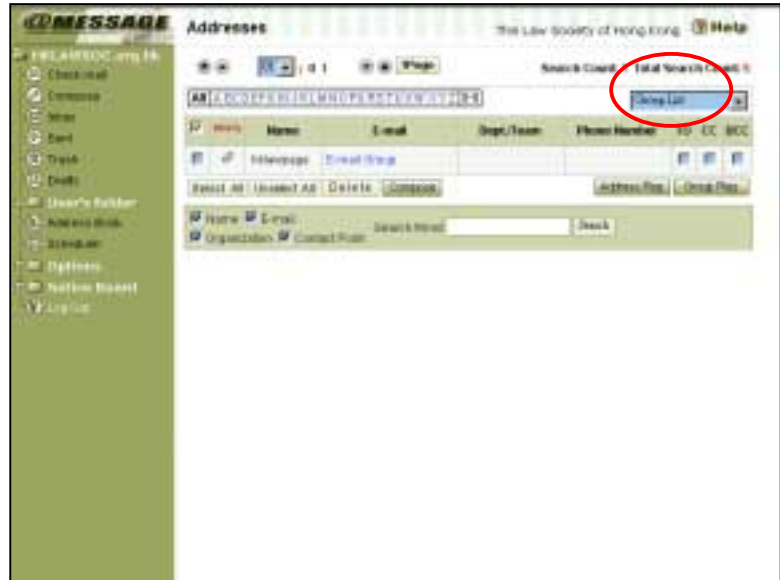 @MESSAGE
Addresses
The Law Society of Hong Kong
Help
HKLAWSOC.org.hk
Check mail
Compose
Inbox
Sent
Trash
Drafts
User's Folder
Address Book
Scheduler
Options
Notice Board
Log Out
Page
Search Count Total Search Count
All A B C D E F G H I J K L M N O P Q R S T U V W X Y Z
Group List
Name E-mail Dept./Team Phone Number TO CC BCC
E-mail Group
Select All Unselect All Delete Compose
Address Reg. Group Reg.
Name E-mail
Organization Contact Point
Search Word
Search